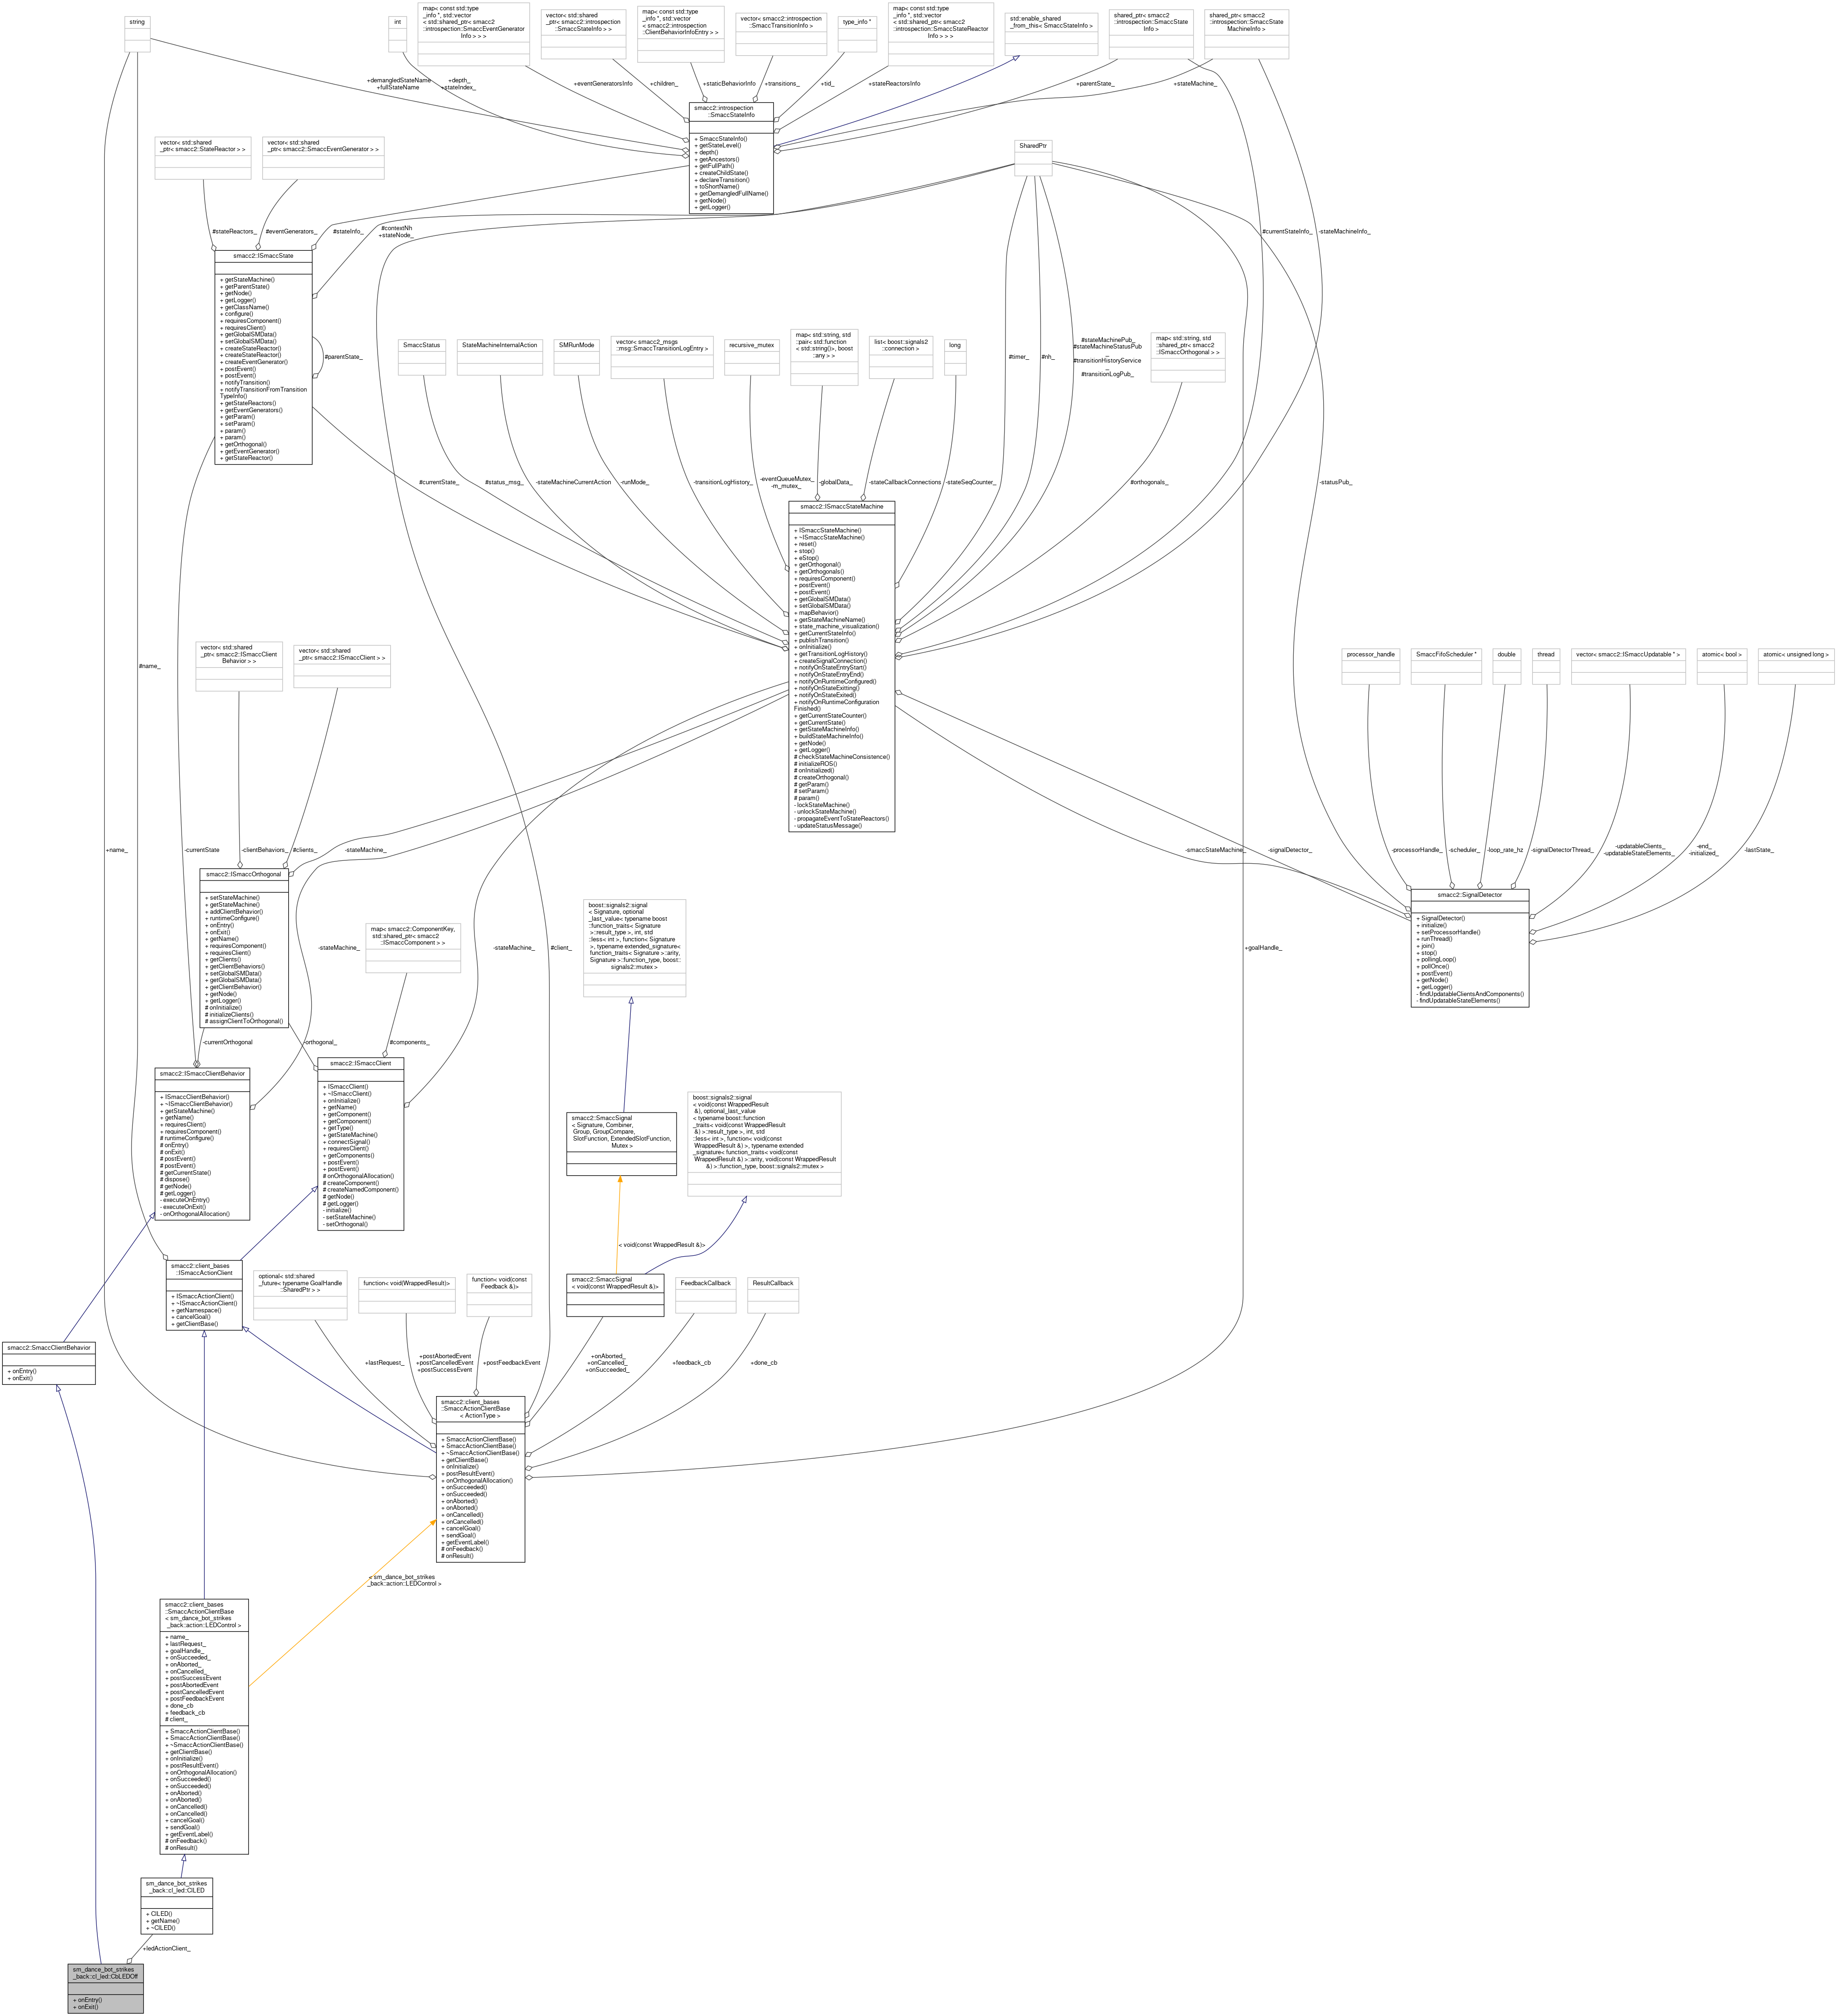 string
int
map< const std::type
_info *, std::vector
< std::shared_ptr< smacc2
::introspection::SmaccEventGenerator
Info > > >
vector< std::shared
_ptr< smacc2::introspection
::SmaccStateInfo > >
map< const std::type
_info *, std::vector
< smacc2::introspection
::ClientBehaviorInfoEntry > >
vector< smacc2::introspection
::SmaccTransitionInfo >
type_info *
map< const std::type
_info *, std::vector
< std::shared_ptr< smacc2
::introspection::SmaccStateReactor
Info > > >
std::enable_shared
_from_this< SmaccStateInfo >
shared_ptr< smacc2
::introspection::SmaccState
Info >
shared_ptr< smacc2
::introspection::SmaccState
MachineInfo >
+demangledStateName
+fullStateName
+depth_
+stateIndex_
+eventGeneratorsInfo
+children_
+staticBehaviorInfo
+transitions_
+tid_
+stateReactorsInfo
+parentState_
+stateMachine_
smacc2::introspection
::SmaccStateInfo
+ SmaccStateInfo()
+ getStateLevel()
+ depth()
+ getAncestors()
+ getFullPath()
+ createChildState()
+ declareTransition()
+ toShortName()
+ getDemangledFullName()
+ getNode()
+ getLogger()
vector< std::shared
_ptr< smacc2::StateReactor > >
vector< std::shared
_ptr< smacc2::SmaccEventGenerator > >
SharedPtr
#stateReactors_
#eventGenerators_
#stateInfo_
#contextNh
+stateNode_
#currentStateInfo_
-stateMachineInfo_
smacc2::ISmaccState
+ getStateMachine()
+ getParentState()
+ getNode()
+ getLogger()
+ getClassName()
+ configure()
+ requiresComponent()
+ requiresClient()
+ getGlobalSMData()
+ setGlobalSMData()
+ createStateReactor()
+ createStateReactor()
+ createEventGenerator()
+ postEvent()
+ postEvent()
+ notifyTransition()
+ notifyTransitionFromTransition
TypeInfo()
+ getStateReactors()
+ getEventGenerators()
+ getParam()
+ setParam()
+ param()
+ param()
+ getOrthogonal()
+ getEventGenerator()
+ getStateReactor()
#parentState_
SmaccStatus
StateMachineInternalAction
SMRunMode
vector< smacc2_msgs
::msg::SmaccTransitionLogEntry >
recursive_mutex
map< std::string, std
::pair< std::function
< std::string()>, boost
::any > >
list< boost::signals2
::connection >
long
#timer_
#nh_
#stateMachinePub_
#stateMachineStatusPub
_
#transitionHistoryService
_
#transitionLogPub_
map< std::string, std
::shared_ptr< smacc2
::ISmaccOrthogonal > >
#currentState_
#status_msg_
-stateMachineCurrentAction
-runMode_
-transitionLogHistory_
-eventQueueMutex_
-m_mutex_
-globalData_
-stateCallbackConnections
-stateSeqCounter_
#orthogonals_
-statusPub_
smacc2::ISmaccStateMachine
+ ISmaccStateMachine()
+ ~ISmaccStateMachine()
+ reset()
+ stop()
+ eStop()
+ getOrthogonal()
+ getOrthogonals()
+ requiresComponent()
+ postEvent()
+ postEvent()
+ getGlobalSMData()
+ setGlobalSMData()
+ mapBehavior()
+ getStateMachineName()
+ state_machine_visualization()
+ getCurrentStateInfo()
+ publishTransition()
+ onInitialize()
+ getTransitionLogHistory()
+ createSignalConnection()
+ notifyOnStateEntryStart()
+ notifyOnStateEntryEnd()
+ notifyOnRuntimeConfigured()
+ notifyOnStateExitting()
+ notifyOnStateExited()
+ notifyOnRuntimeConfiguration
Finished()
+ getCurrentStateCounter()
+ getCurrentState()
+ getStateMachineInfo()
+ buildStateMachineInfo()
+ getNode()
+ getLogger()
# checkStateMachineConsistence()
# initializeROS()
# onInitialized()
# createOrthogonal()
# getParam()
# setParam()
# param()
- lockStateMachine()
- unlockStateMachine()
- propagateEventToStateReactors()
- updateStatusMessage()
vector< std::shared
_ptr< smacc2::ISmaccClient
Behavior > >
vector< std::shared
_ptr< smacc2::ISmaccClient > >
#name_
processor_handle
SmaccFifoScheduler *
double
thread
vector< smacc2::ISmaccUpdatable * >
atomic< bool >
atomic< unsigned long >
+name_
-currentState
-clientBehaviors_
#clients_
-stateMachine_
-smaccStateMachine_
-signalDetector_
-processorHandle_
-scheduler_
-loop_rate_hz
-signalDetectorThread_
-updatableClients_
-updatableStateElements_
-end_
-initialized_
-lastState_
smacc2::ISmaccOrthogonal
+ setStateMachine()
+ getStateMachine()
+ addClientBehavior()
+ runtimeConfigure()
+ onEntry()
+ onExit()
+ getName()
+ requiresComponent()
+ requiresClient()
+ getClients()
+ getClientBehaviors()
+ setGlobalSMData()
+ getGlobalSMData()
+ getClientBehavior()
+ getNode()
+ getLogger()
# onInitialize()
# initializeClients()
# assignClientToOrthogonal()
smacc2::SignalDetector
+ SignalDetector()
+ initialize()
+ setProcessorHandle()
+ runThread()
+ join()
+ stop()
+ pollingLoop()
+ pollOnce()
+ postEvent()
+ getNode()
+ getLogger()
- findUpdatableClientsAndComponents()
- findUpdatableStateElements()
-stateMachine_
map< smacc2::ComponentKey,
std::shared_ptr< smacc2
::ISmaccComponent > >
-stateMachine_
#client_
boost::signals2::signal
< Signature, optional
_last_value< typename boost
::function_traits< Signature
>::result_type >, int, std
::less< int >, function< Signature
>, typename extended_signature<
function_traits< Signature >::arity,
Signature >::function_type, boost::
signals2::mutex >
+goalHandle_
-currentOrthogonal
-orthogonal_
#components_
smacc2::ISmaccClientBehavior
+ ISmaccClientBehavior()
+ ~ISmaccClientBehavior()
+ getStateMachine()
+ getName()
+ requiresClient()
+ requiresComponent()
# runtimeConfigure()
# onEntry()
# onExit()
# postEvent()
# postEvent()
# getCurrentState()
# dispose()
# getNode()
# getLogger()
- executeOnEntry()
- executeOnExit()
- onOrthogonalAllocation()
smacc2::ISmaccClient
+ ISmaccClient()
+ ~ISmaccClient()
+ onInitialize()
+ getName()
+ getComponent()
+ getComponent()
+ getType()
+ getStateMachine()
+ connectSignal()
+ requiresClient()
+ getComponents()
+ postEvent()
+ postEvent()
# onOrthogonalAllocation()
# createComponent()
# createNamedComponent()
# getNode()
# getLogger()
- initialize()
- setStateMachine()
- setOrthogonal()
smacc2::SmaccSignal
< Signature, Combiner,
Group, GroupCompare,
SlotFunction, ExtendedSlotFunction,
Mutex >
boost::signals2::signal
< void(const WrappedResult
&), optional_last_value
< typename boost::function
_traits< void(const WrappedResult
&) >::result_type >, int, std
::less< int >, function< void(const
WrappedResult &) >, typename extended
_signature< function_traits< void(const
WrappedResult &) >::arity, void(const WrappedResult
&) >::function_type, boost::signals2::mutex >
< void(const WrappedResult &)>
smacc2::client_bases
::ISmaccActionClient
+ ISmaccActionClient()
+ ~ISmaccActionClient()
+ getNamespace()
+ cancelGoal()
+ getClientBase()
optional< std::shared
_future< typename GoalHandle
::SharedPtr > >
function< void(WrappedResult)>
function< void(const
Feedback &)>
smacc2::SmaccSignal
< void(const WrappedResult &)>
FeedbackCallback
ResultCallback
smacc2::SmaccClientBehavior
+ onEntry()
+ onExit()
+lastRequest_
+postAbortedEvent
+postCancelledEvent
+postSuccessEvent
+postFeedbackEvent
+onAborted_
+onCancelled_
+onSucceeded_
+feedback_cb
+done_cb
smacc2::client_bases
::SmaccActionClientBase
< ActionType >
+ SmaccActionClientBase()
+ SmaccActionClientBase()
+ ~SmaccActionClientBase()
+ getClientBase()
+ onInitialize()
+ postResultEvent()
+ onOrthogonalAllocation()
+ onSucceeded()
+ onSucceeded()
+ onAborted()
+ onAborted()
+ onCancelled()
+ onCancelled()
+ cancelGoal()
+ sendGoal()
+ getEventLabel()
# onFeedback()
# onResult()
< sm_dance_bot_strikes
_back::action::LEDControl >
smacc2::client_bases
::SmaccActionClientBase
< sm_dance_bot_strikes
_back::action::LEDControl >
+ name_
+ lastRequest_
+ goalHandle_
+ onSucceeded_
+ onAborted_
+ onCancelled_
+ postSuccessEvent
+ postAbortedEvent
+ postCancelledEvent
+ postFeedbackEvent
+ done_cb
+ feedback_cb
# client_
+ SmaccActionClientBase()
+ SmaccActionClientBase()
+ ~SmaccActionClientBase()
+ getClientBase()
+ onInitialize()
+ postResultEvent()
+ onOrthogonalAllocation()
+ onSucceeded()
+ onSucceeded()
+ onAborted()
+ onAborted()
+ onCancelled()
+ onCancelled()
+ cancelGoal()
+ sendGoal()
+ getEventLabel()
# onFeedback()
# onResult()
sm_dance_bot_strikes
_back::cl_led::ClLED
+ ClLED()
+ getName()
+ ~ClLED()
+ledActionClient_
sm_dance_bot_strikes
_back::cl_led::CbLEDOff
+ onEntry()
+ onExit()